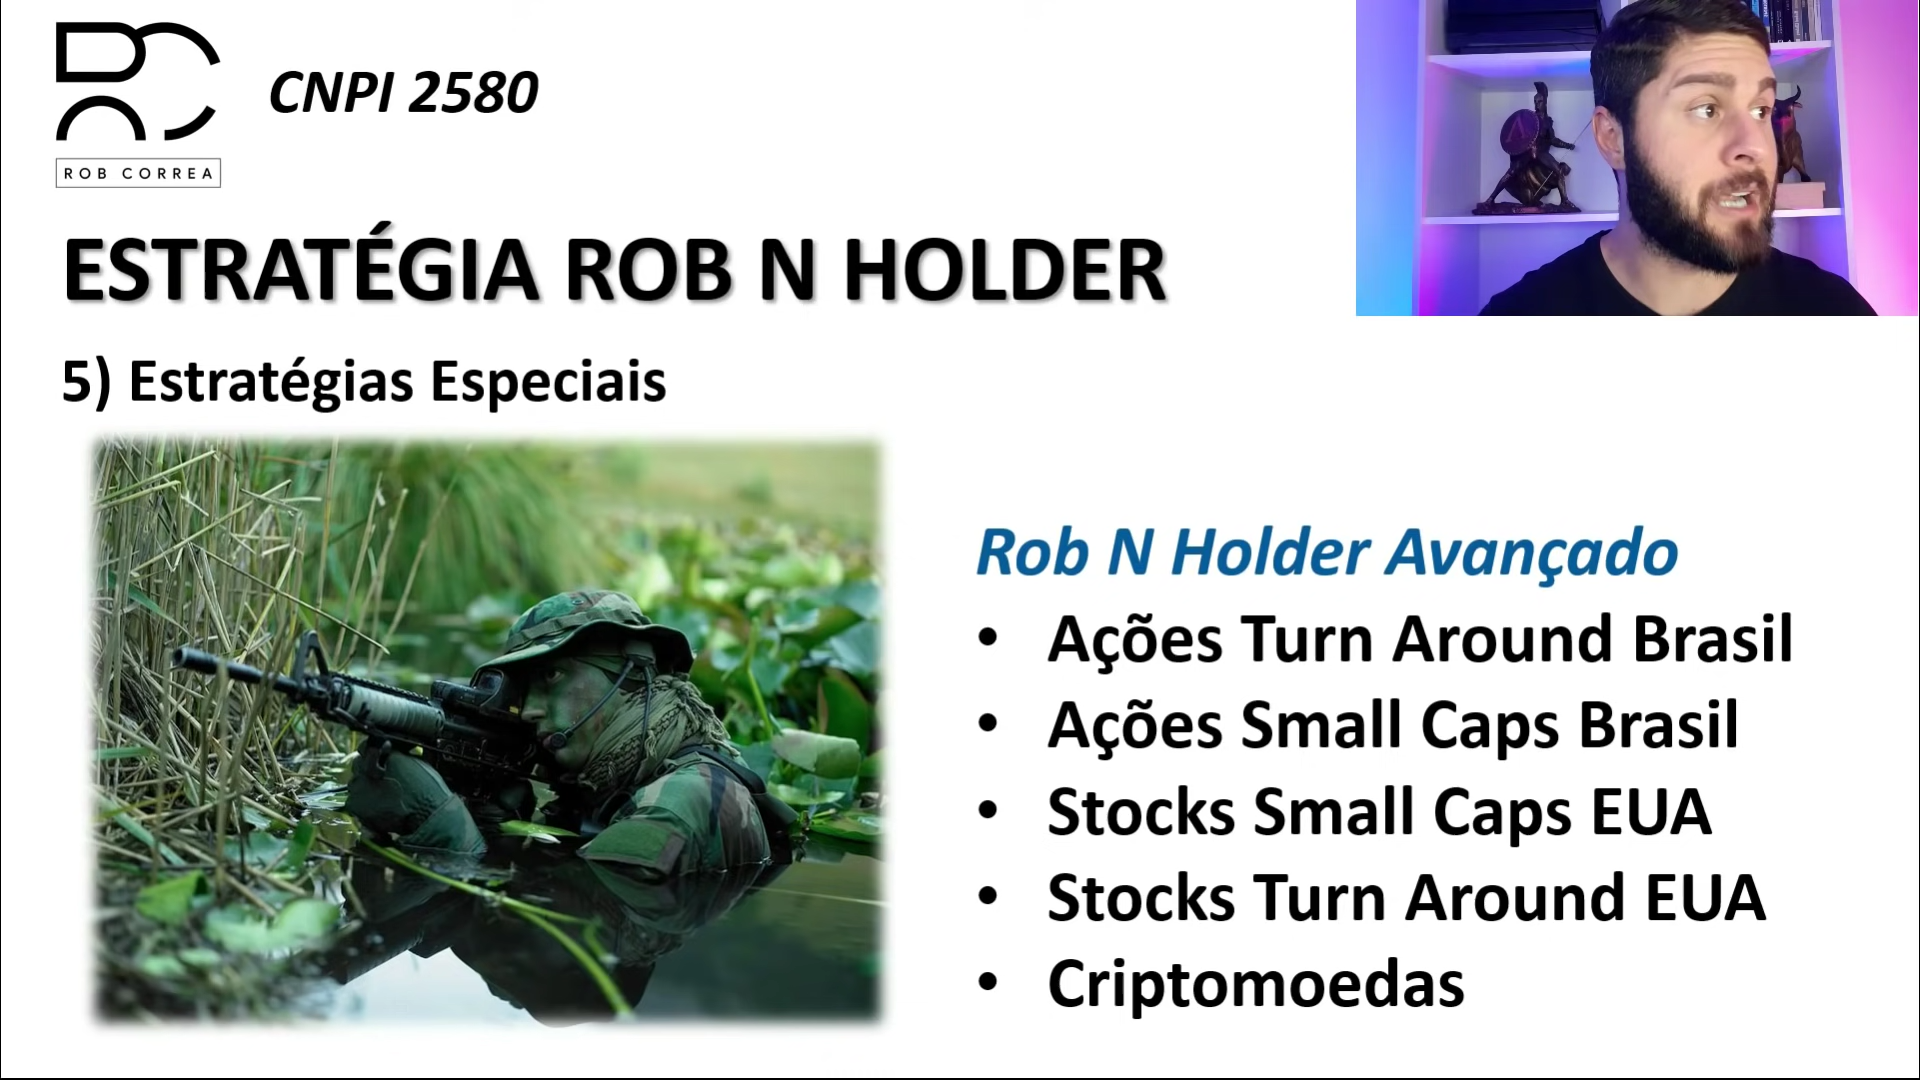 CNPI 2580
ROB CORREA
ESTRATÉGIA ROB N HOLDER
5) Estratégias Especiais
Rob N Holder Avançado
• Ações Turn Around Brasil
• Ações Small Caps Brasil
• Stocks Small Caps EUA
• Stocks Turn Around EUA
• Criptomoedas